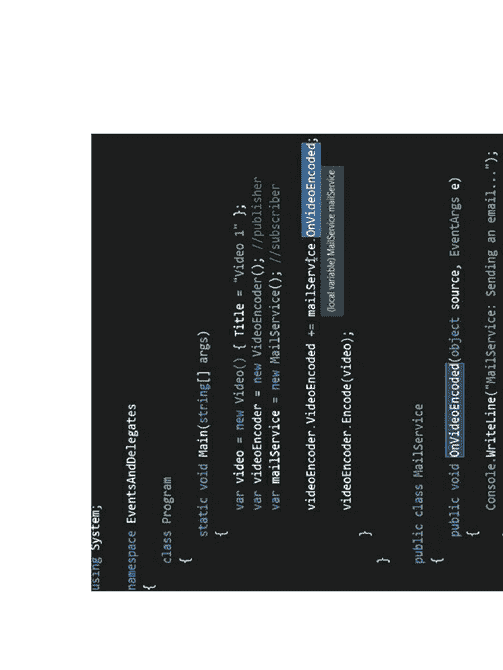 using System;
namespace EventsAndDelegates
{
class Program
{
static void Main(string[] args)
{
var video = new Video() { Title = "Video 1" };
var videoEncoder = new VideoEncoder(); //publisher
var mailService = new MailService(); //subscriber
videoEncoder.VideoEncoded += mailService.OnVideoEncoded;
(local variable) MailService mailService
videoEncoder.Encode(video);
}
}
public class MailService
{
public void OnVideoEncoded(object source, EventArgs e)
{
Console.WriteLine("MailService: Sending an email...");